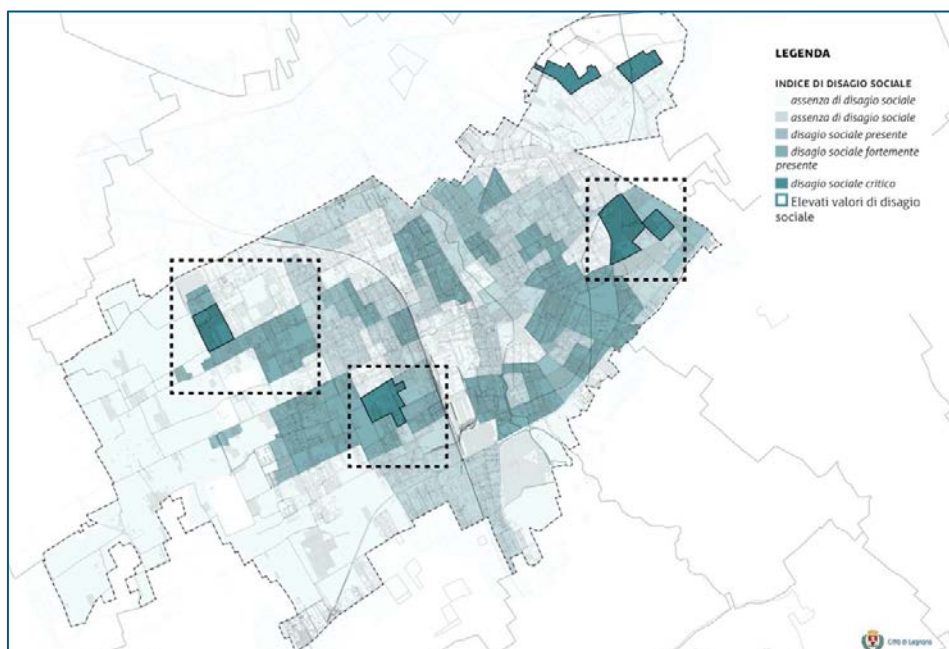 LEGENDA
INDICE DI DISAGIO SOCIALE
assenza di disagio sociale
assenza di disagio sociale
disagio sociale presente
disagio sociale fortemente
presente
disagio sociale critico
Elevati valori di disagio
sociale
Città di Legnano